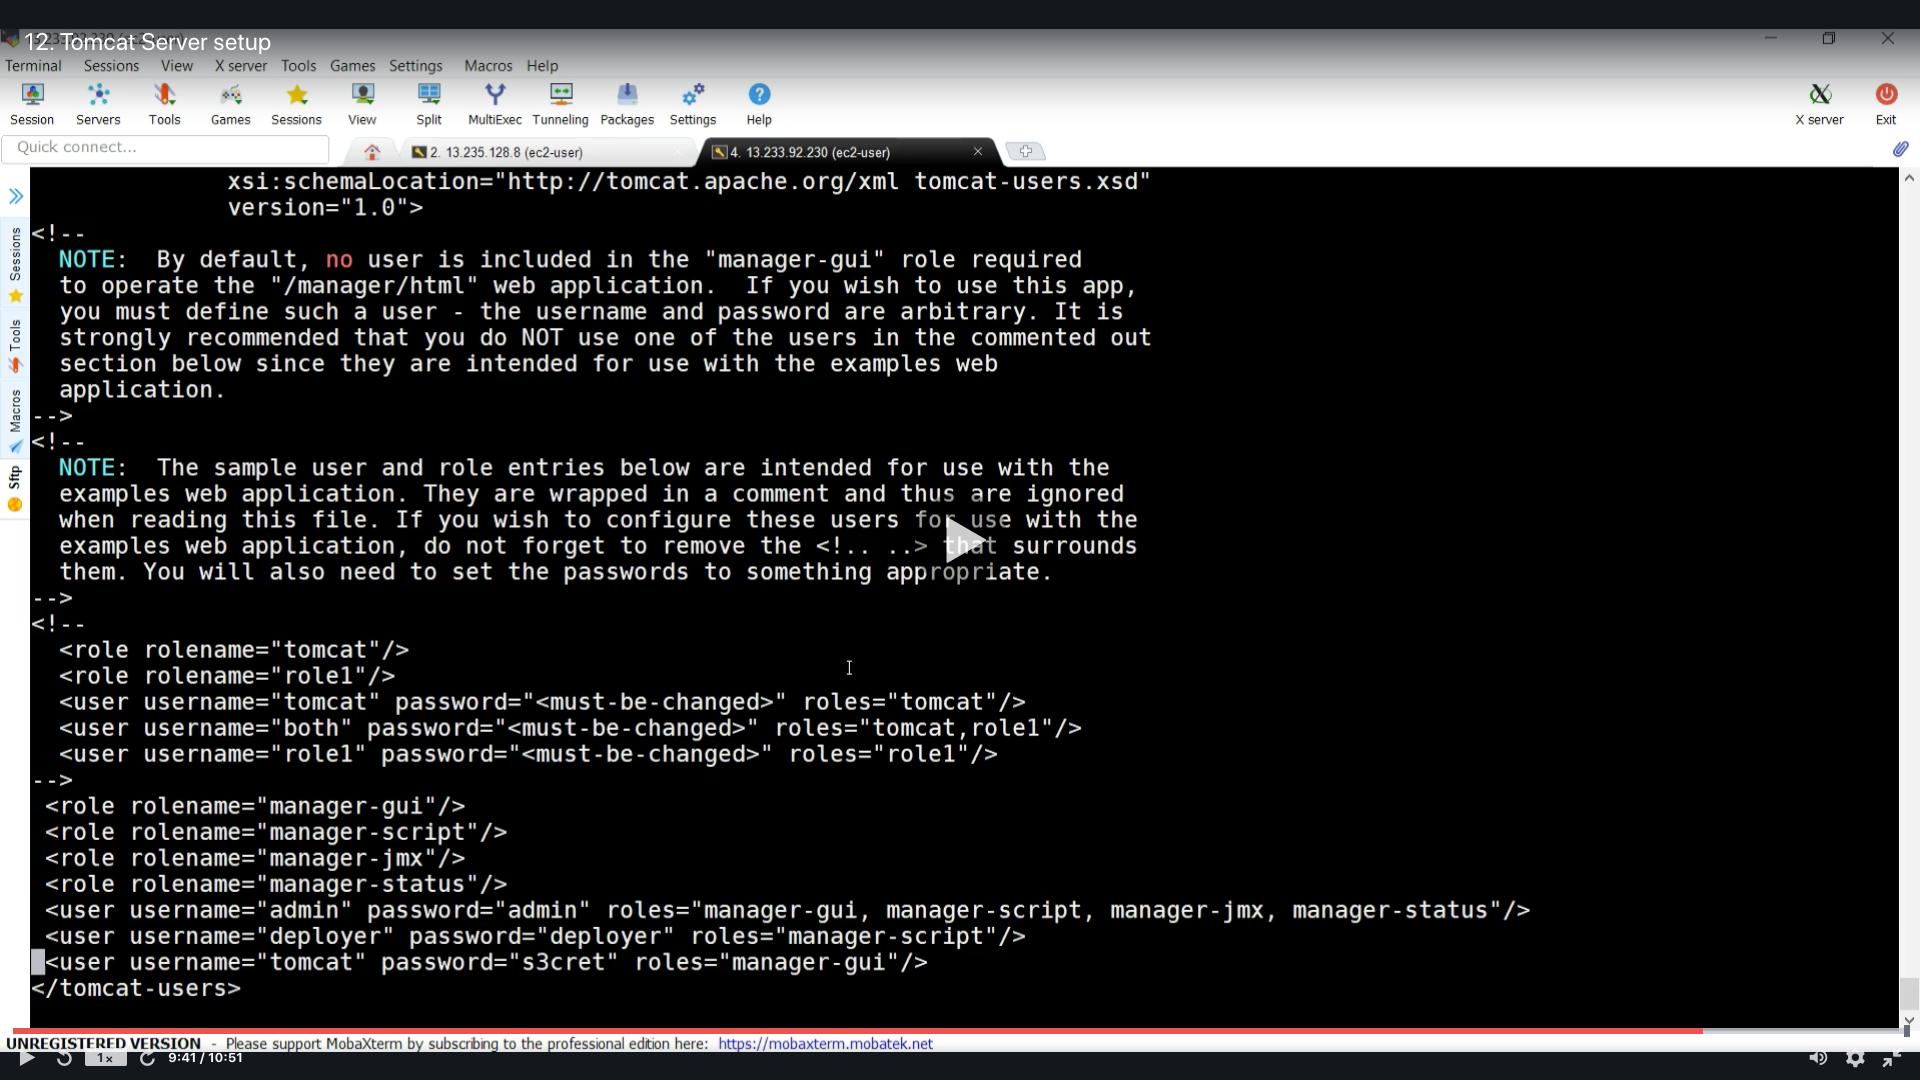 12. Tomcat Server setup
Terminal Sessions View X server Tools Games Settings Macros Help
Session Servers Tools Games Sessions View Split MultiExec Tunneling Packages Settings Help X server Exit
Quick connect...
2. 13.235.128.8 (ec2-user)
4. 13.233.92.230 (ec2-user)
Sessions
Tools
Macros
Sftp
xsi:schemaLocation="http://tomcat.apache.org/xml tomcat-users.xsd"
version="1.0">
<!--
NOTE:  By default, no user is included in the "manager-gui" role required
to operate the "/manager/html" web application.  If you wish to use this app,
you must define such a user - the username and password are arbitrary. It is
strongly recommended that you do NOT use one of the users in the commented out
section below since they are intended for use with the examples web
application.
-->
<!--
NOTE:  The sample user and role entries below are intended for use with the
examples web application. They are wrapped in a comment and thus are ignored
when reading this file. If you wish to configure these users for use with the
examples web application, do not forget to remove the <!.. ..> that surrounds
them. You will also need to set the passwords to something appropriate.
-->
<!--
<role rolename="tomcat"/>
<role rolename="role1"/>
<user username="tomcat" password="<must-be-changed>" roles="tomcat"/>
<user username="both" password="<must-be-changed>" roles="tomcat,role1"/>
<user username="role1" password="<must-be-changed>" roles="role1"/>
-->
<role rolename="manager-gui"/>
<role rolename="manager-script"/>
<role rolename="manager-jmx"/>
<role rolename="manager-status"/>
<user username="admin" password="admin" roles="manager-gui, manager-script, manager-jmx, manager-status"/>
<user username="deployer" password="deployer" roles="manager-script"/>
<user username="tomcat" password="s3cret" roles="manager-gui"/>
</tomcat-users>
UNREGISTERED VERSION - Please support MobaXterm by subscribing to the professional edition here: https://mobaxterm.mobatek.net
1x 9:41 / 10:51